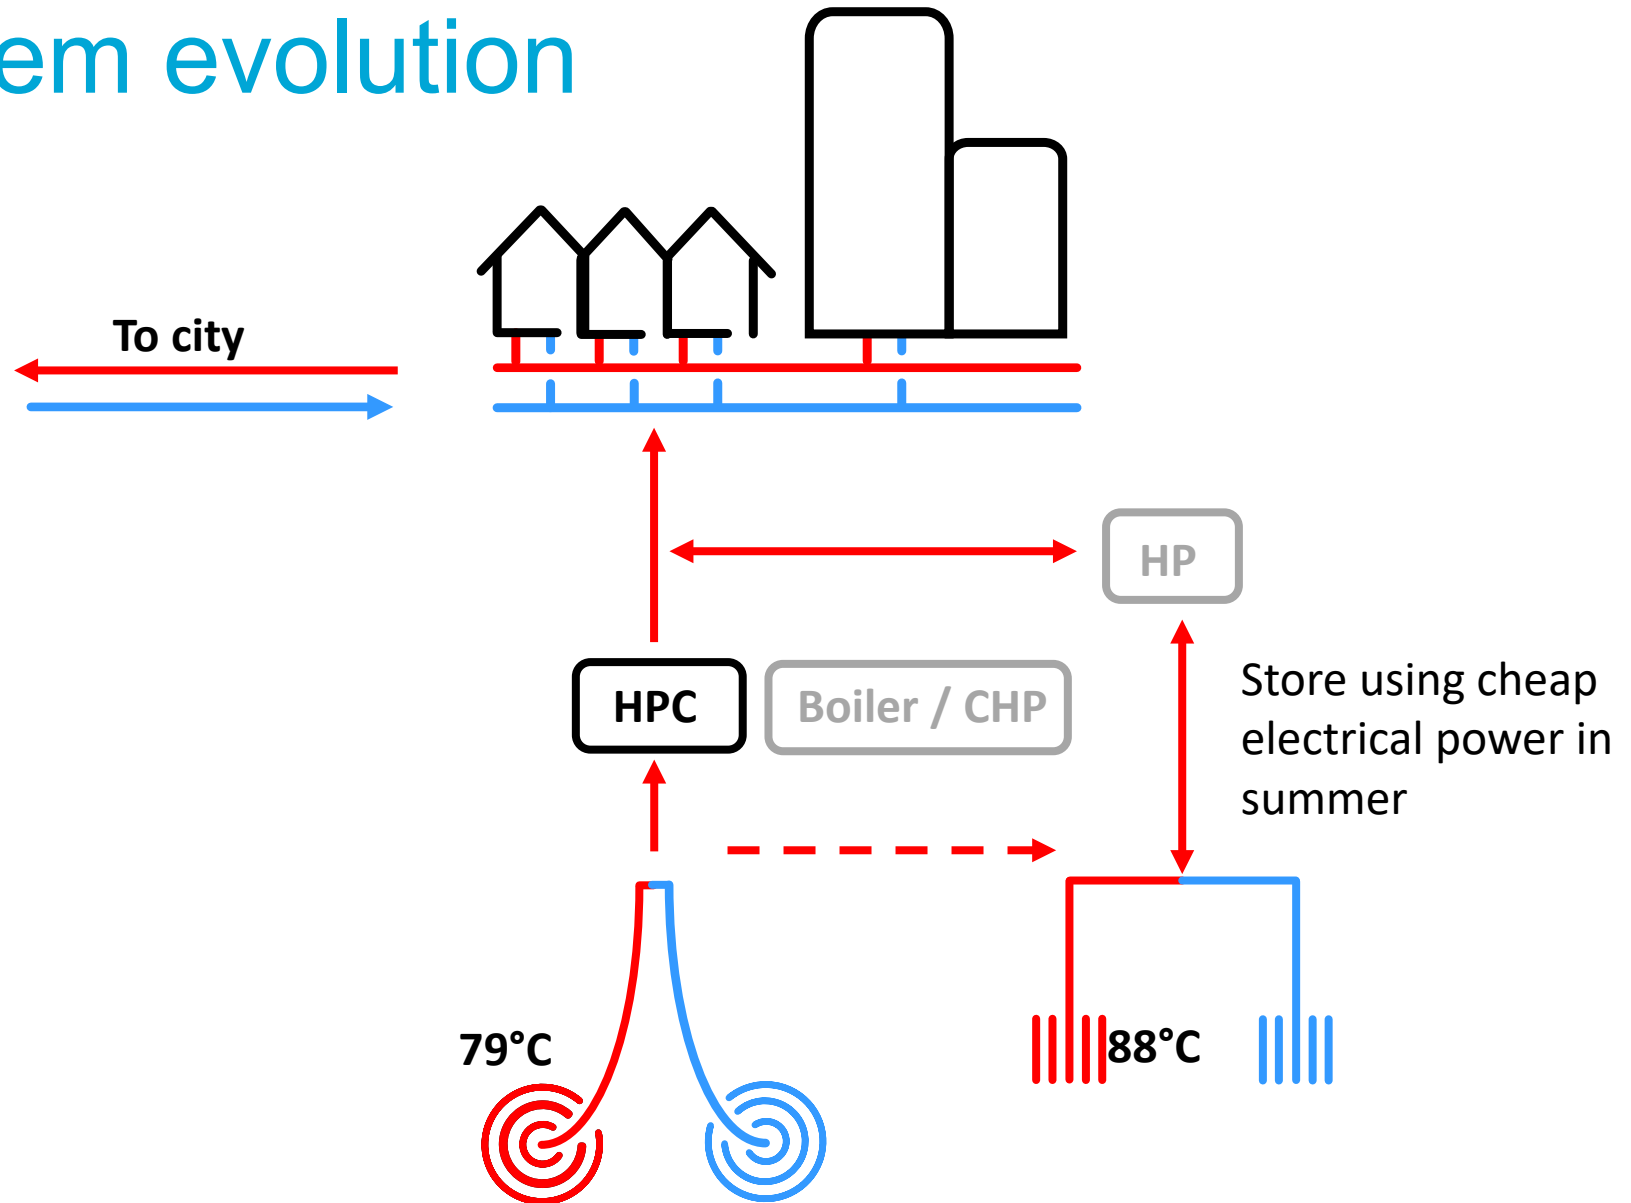 em evolution
To city
HP
HPC
Boiler / CHP
Store using cheap
electrical power in
summer
79°C
88°C